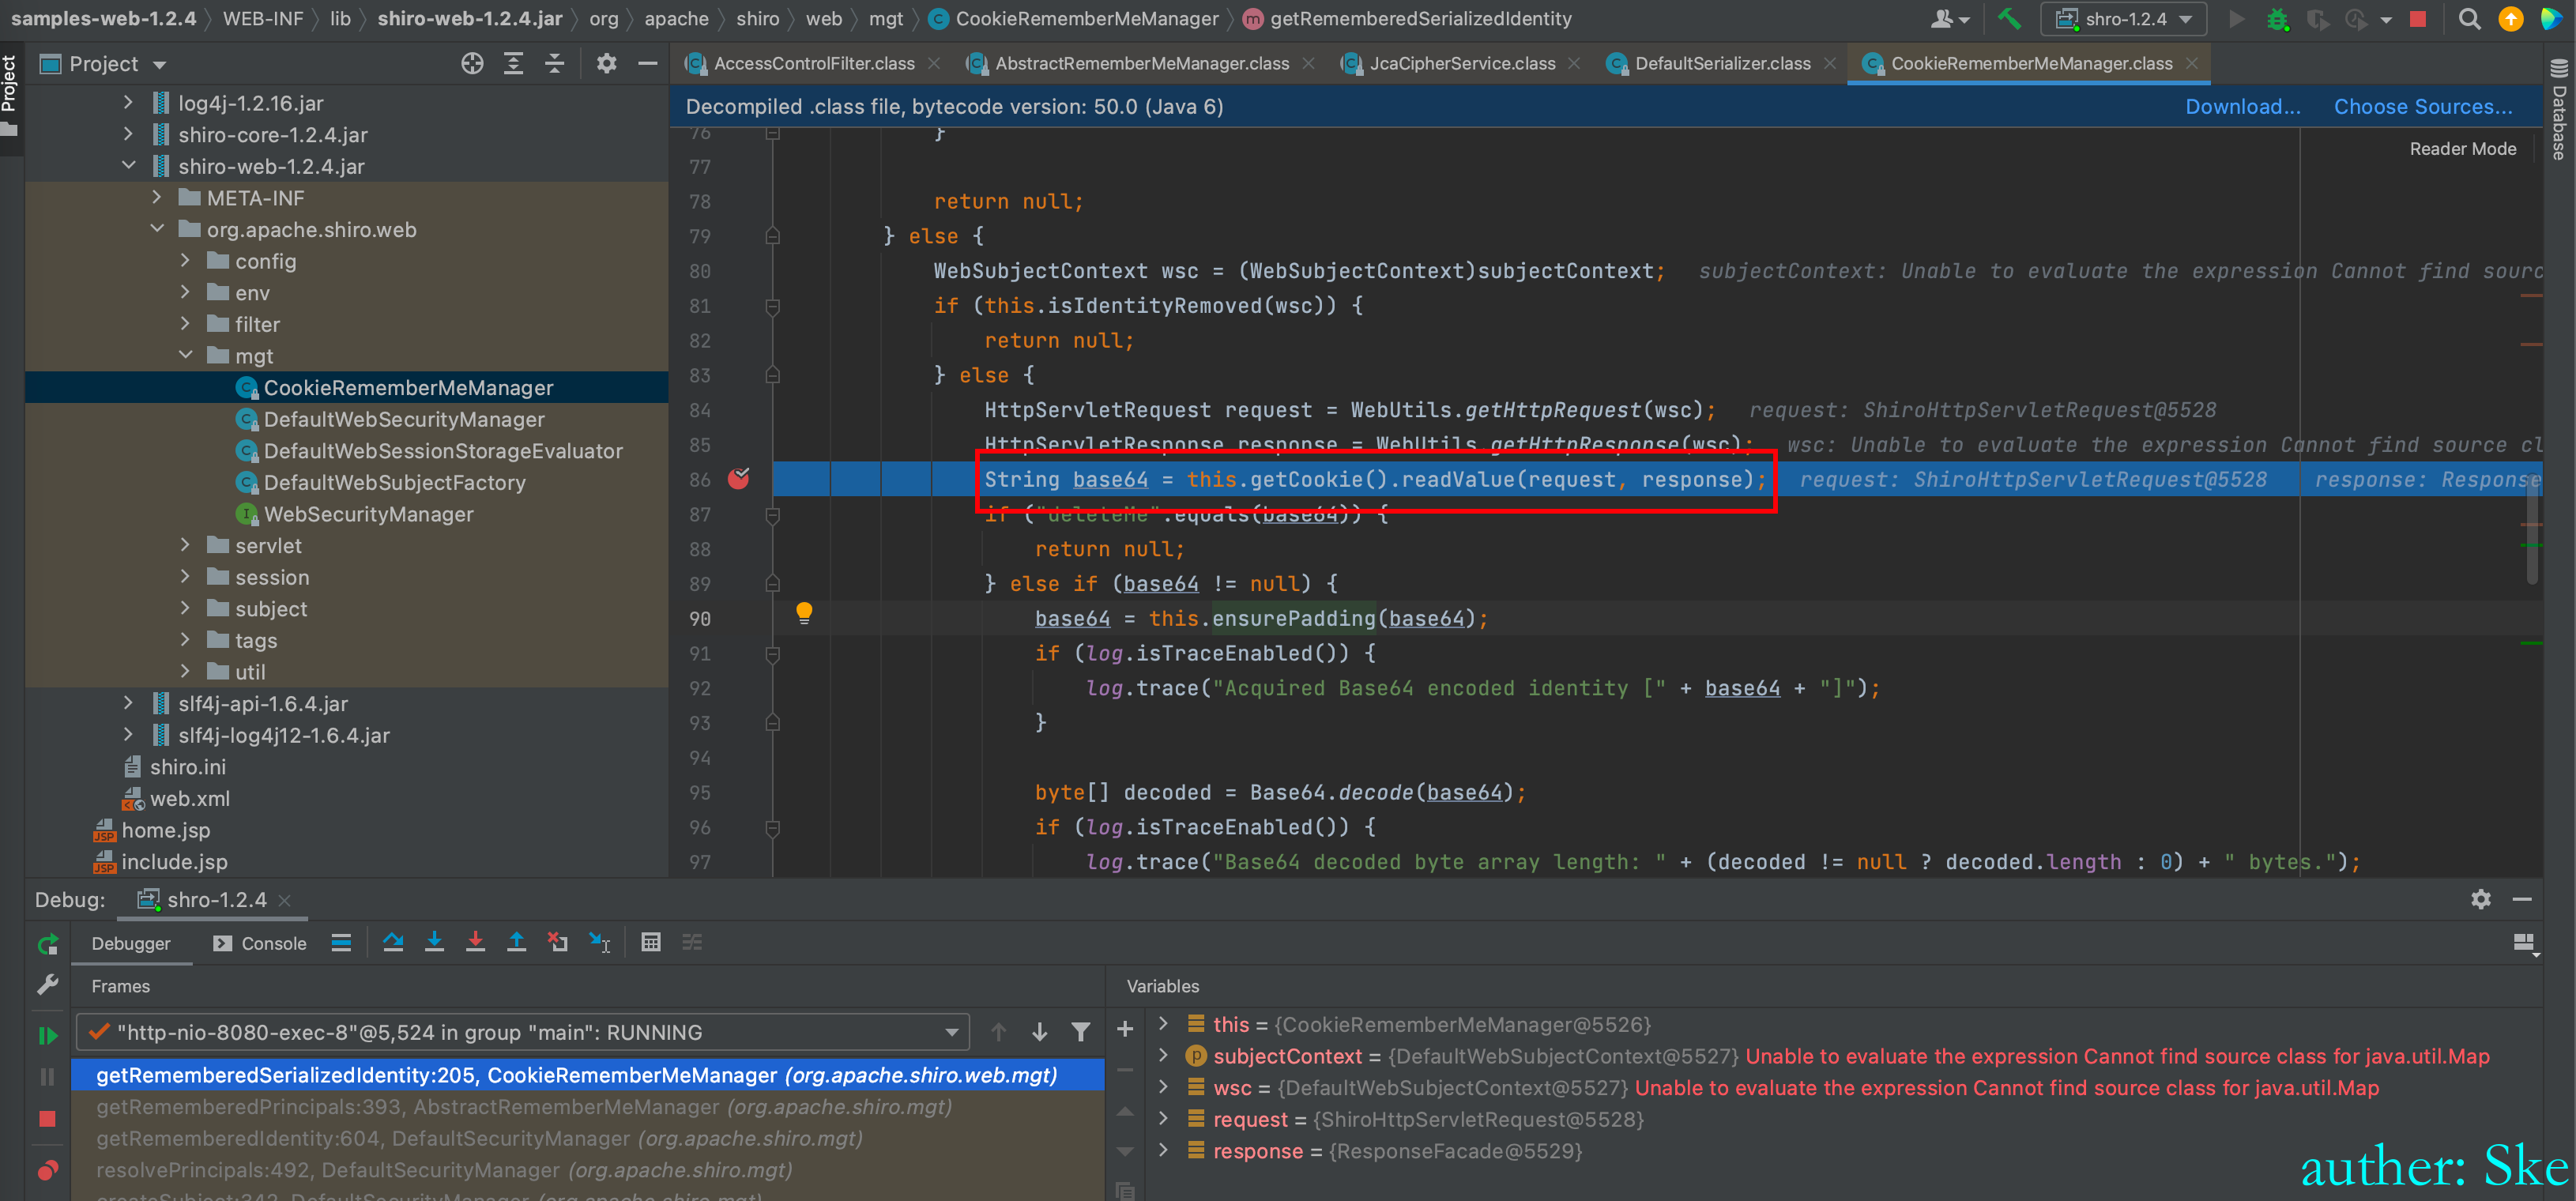 samples-web-1.2.4 WEB-INF lib shiro-web-1.2.4.jar org apache shiro web mgt CookieRememberMeManager getRememberedSerializedIdentity shro-1.2.4
Project
Project
AccessControlFilter.class AbstractRememberMeManager.class JcaCipherService.class DefaultSerializer.class CookieRememberMeManager.class
Database
log4j-1.2.16.jar
shiro-core-1.2.4.jar
shiro-web-1.2.4.jar
META-INF
org.apache.shiro.web
config
env
filter
mgt
CookieRememberMeManager
DefaultWebSecurityManager
DefaultWebSessionStorageEvaluator
DefaultWebSubjectFactory
WebSecurityManager
servlet
session
subject
tags
util
slf4j-api-1.6.4.jar
slf4j-log4j12-1.6.4.jar
shiro.ini
web.xml
home.jsp
include.jsp
Decompiled .class file, bytecode version: 50.0 (Java 6) Download... Choose Sources...
Reader Mode
76 }
77
78 return null;
79 } else {
80 WebSubjectContext wsc = (WebSubjectContext)subjectContext; subjectContext: Unable to evaluate the expression Cannot find sourc
81 if (this.isIdentityRemoved(wsc)) {
82 return null;
83 } else {
84 HttpServletRequest request = WebUtils.getHttpRequest(wsc); request: ShiroHttpServletRequest@5528
85 HttpServletResponse response = WebUtils.getHttpResponse(wsc); wsc: Unable to evaluate the expression Cannot find source cl
86 String base64 = this.getCookie().readValue(request, response); request: ShiroHttpServletRequest@5528 response: Response
87 if ("deleteMe".equals(base64)) {
88 return null;
89 } else if (base64 != null) {
90 base64 = this.ensurePadding(base64);
91 if (log.isTraceEnabled()) {
92 log.trace("Acquired Base64 encoded identity [" + base64 + "]");
93 }
94
95 byte[] decoded = Base64.decode(base64);
96 if (log.isTraceEnabled()) {
97 log.trace("Base64 decoded byte array length: " + (decoded != null ? decoded.length : 0) + " bytes.");
Debug: shro-1.2.4
Debugger Console
Frames
"http-nio-8080-exec-8"@5,524 in group "main": RUNNING
getRememberedSerializedIdentity:205, CookieRememberMeManager (org.apache.shiro.web.mgt)
getRememberedPrincipals:393, AbstractRememberMeManager (org.apache.shiro.mgt)
getRememberedIdentity:604, DefaultSecurityManager (org.apache.shiro.mgt)
resolvePrincipals:492, DefaultSecurityManager (org.apache.shiro.mgt)
createSubject:342, DefaultSecurityManager (org.apache.shiro.mgt)
Variables
this = {CookieRememberMeManager@5526}
subjectContext = {DefaultWebSubjectContext@5527} Unable to evaluate the expression Cannot find source class for java.util.Map
wsc = {DefaultWebSubjectContext@5527} Unable to evaluate the expression Cannot find source class for java.util.Map
request = {ShiroHttpServletRequest@5528}
response = {ResponseFacade@5529}
auther: Ske